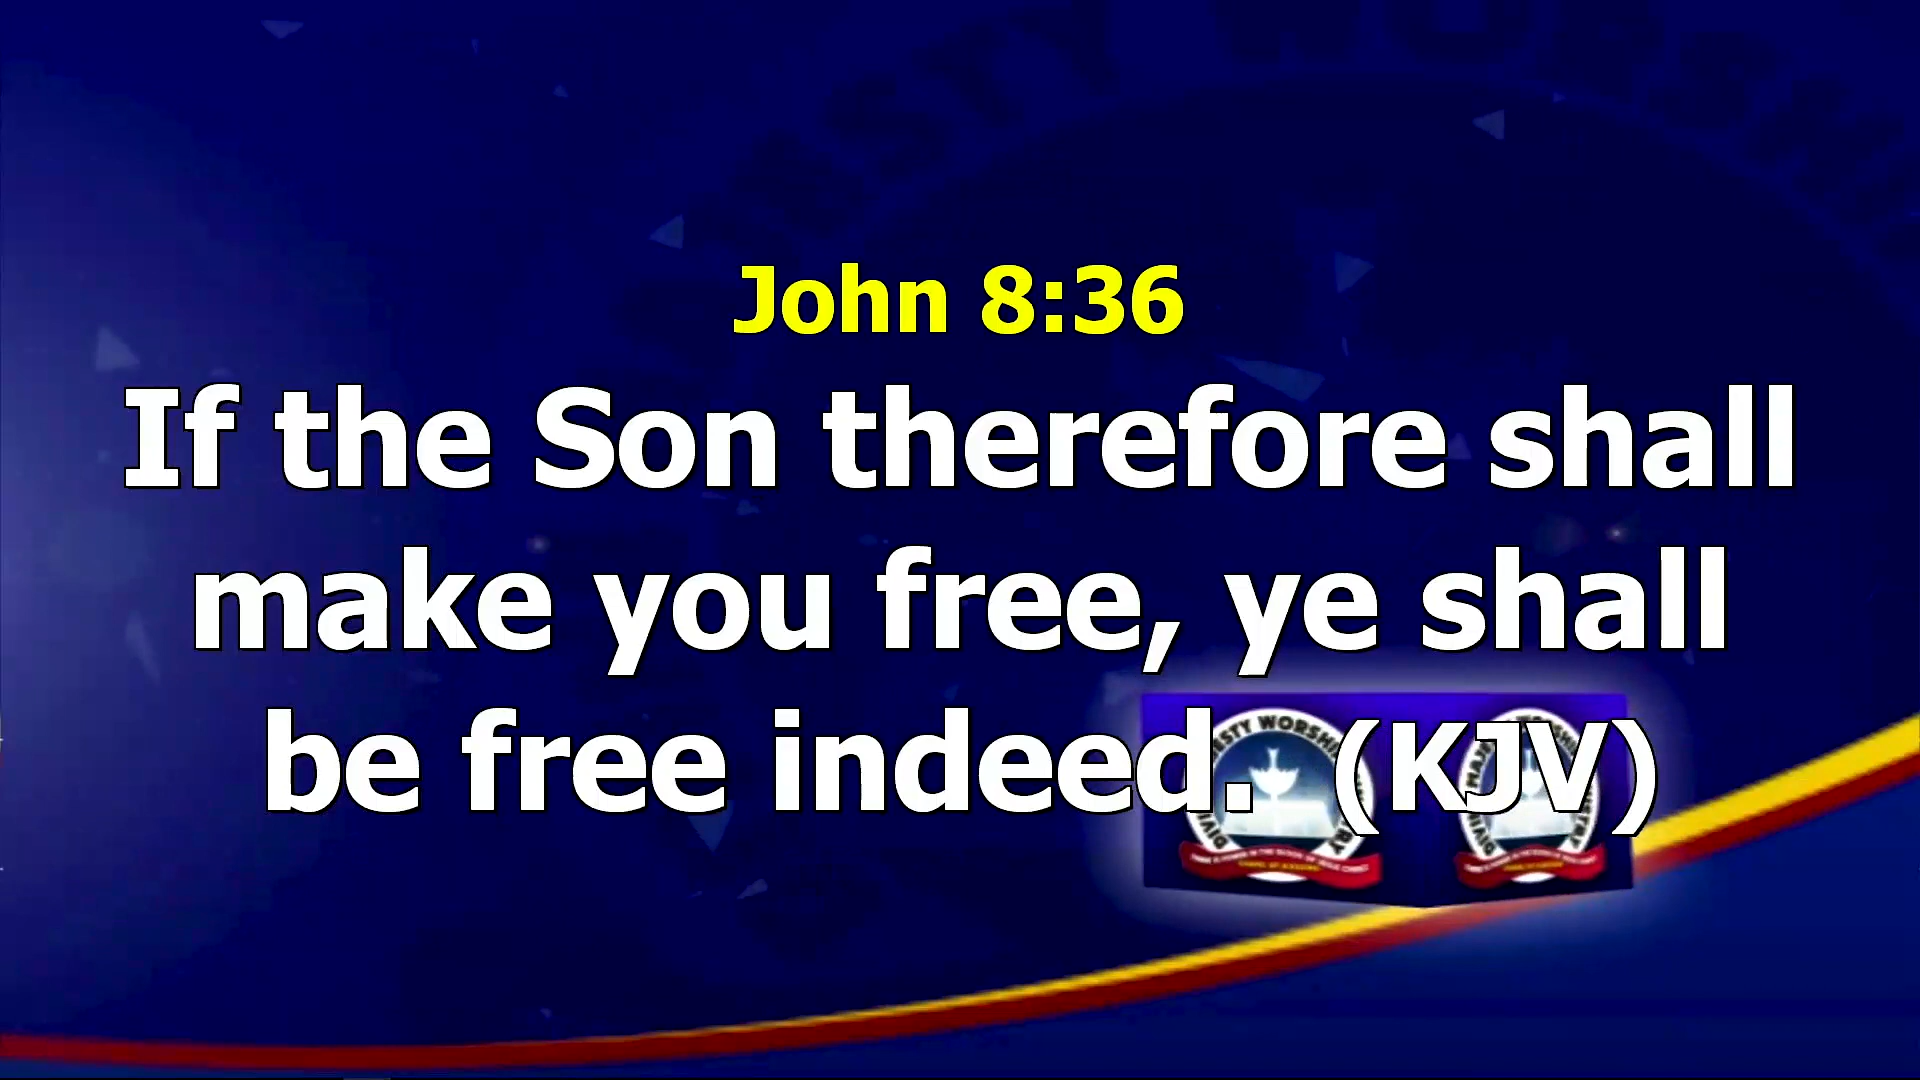 John 8:36
If the Son therefore shall
make you free, ye shall
be free indeed. (KJV)